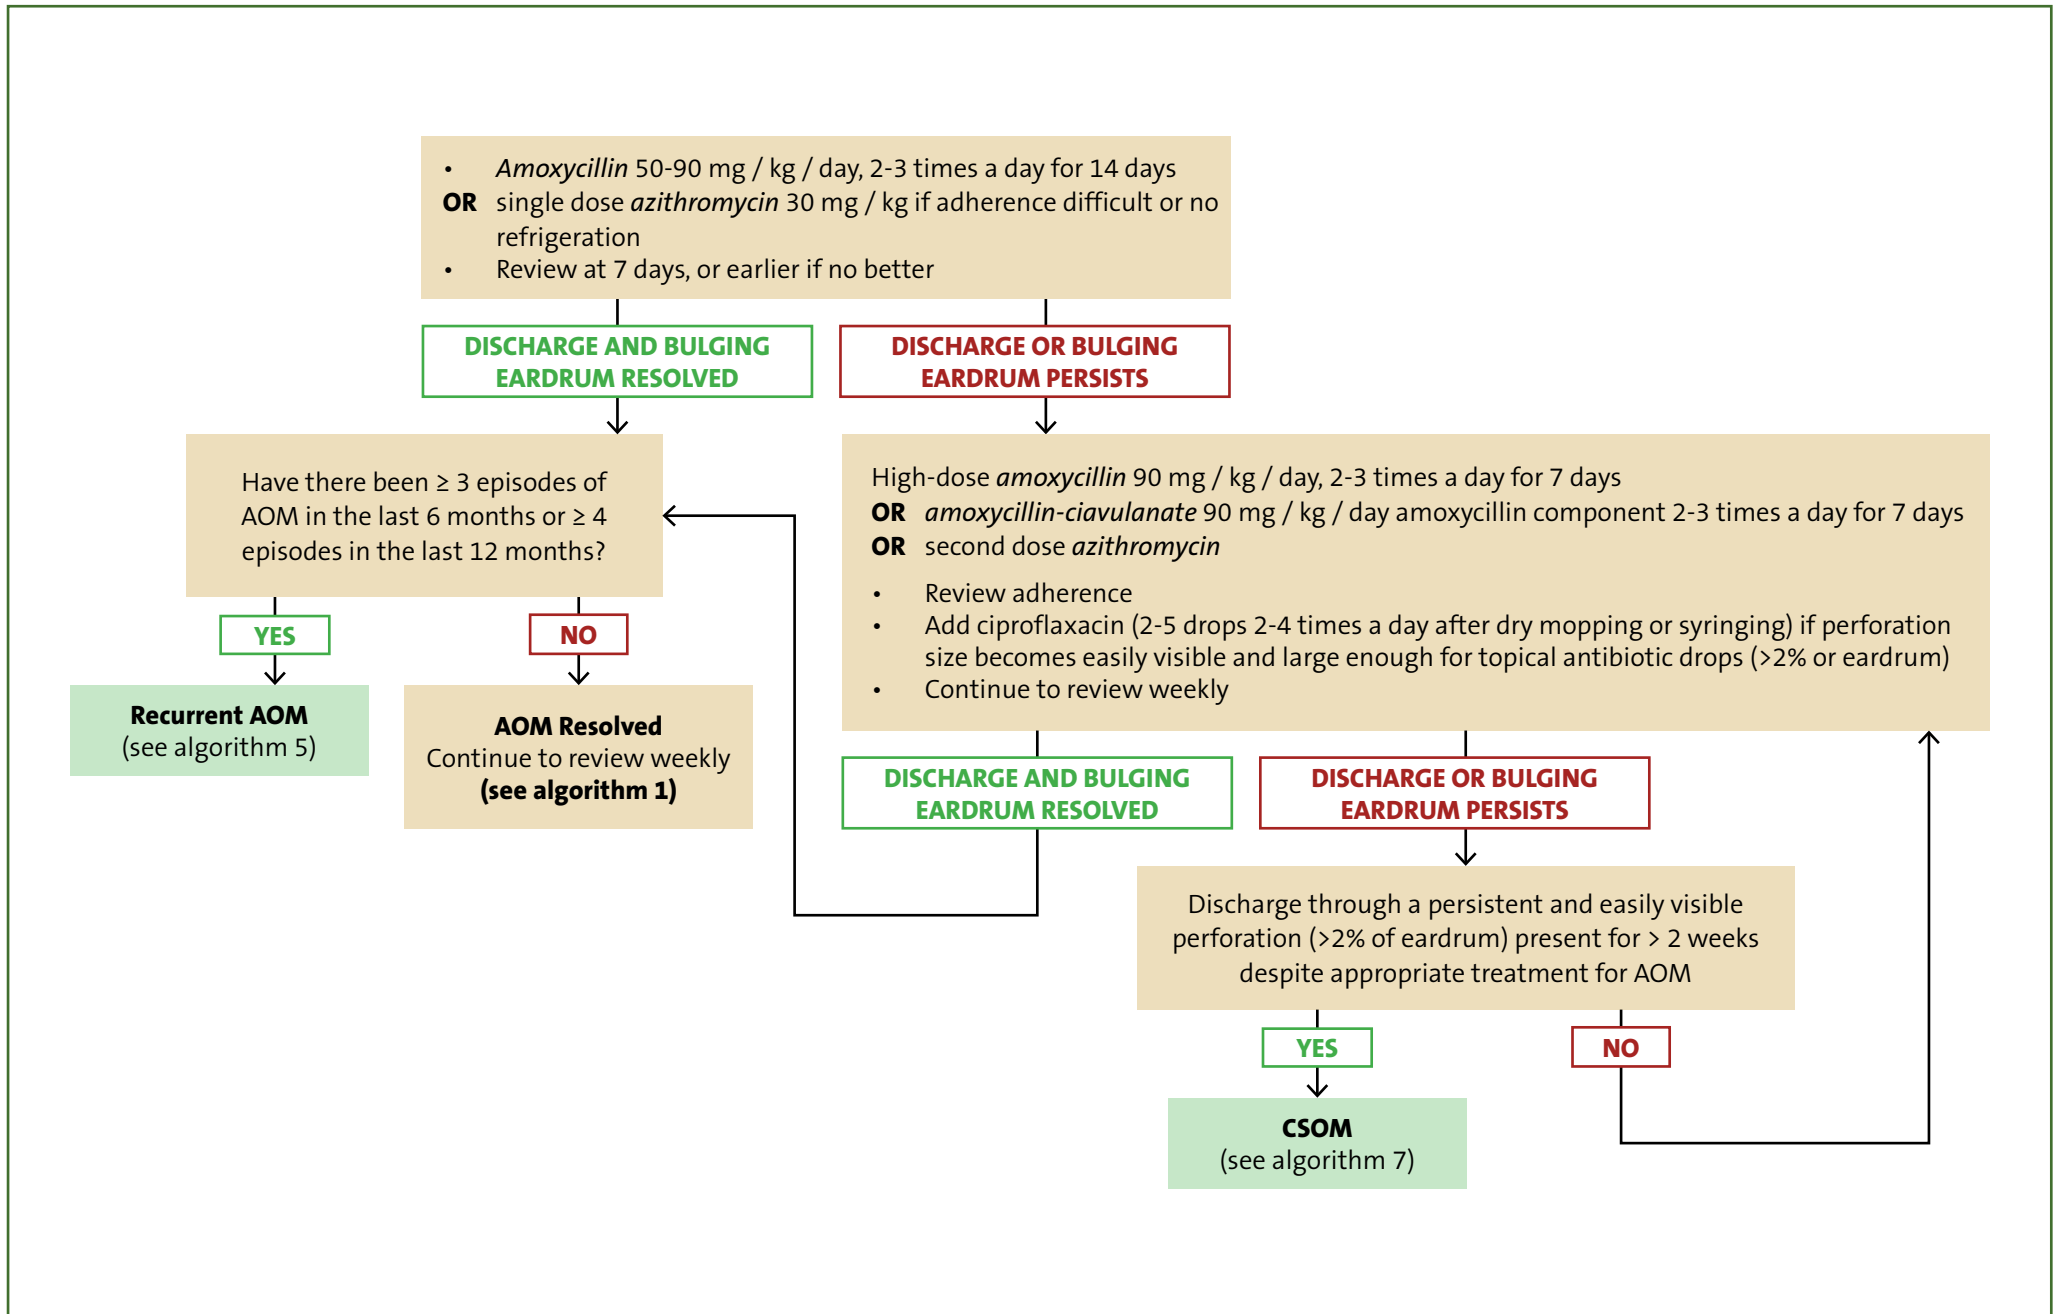 • Amoxycillin 50-90 mg / kg / day, 2-3 times a day for 14 days
OR single dose azithromycin 30 mg / kg if adherence difficult or no
refrigeration
• Review at 7 days, or earlier if no better
DISCHARGE AND BULGING
EARDRUM RESOLVED
DISCHARGE OR BULGING
EARDRUM PERSISTS
Have there been ≥ 3 episodes of
AOM in the last 6 months or ≥ 4
episodes in the last 12 months?
YES
NO
Recurrent AOM
(see algorithm 5)
AOM Resolved
Continue to review weekly
(see algorithm 1)
High-dose amoxycillin 90 mg / kg / day, 2-3 times a day for 7 days
OR amoxycillin-ciavulanate 90 mg / kg / day amoxycillin component 2-3 times a day for 7 days
OR second dose azithromycin
• Review adherence
• Add ciproflaxacin (2-5 drops 2-4 times a day after dry mopping or syringing) if perforation
size becomes easily visible and large enough for topical antibiotic drops (>2% or eardrum)
• Continue to review weekly
DISCHARGE AND BULGING
EARDRUM RESOLVED
DISCHARGE OR BULGING
EARDRUM PERSISTS
Discharge through a persistent and easily visible
perforation (>2% of eardrum) present for > 2 weeks
despite appropriate treatment for AOM
YES
NO
CSOM
(see algorithm 7)